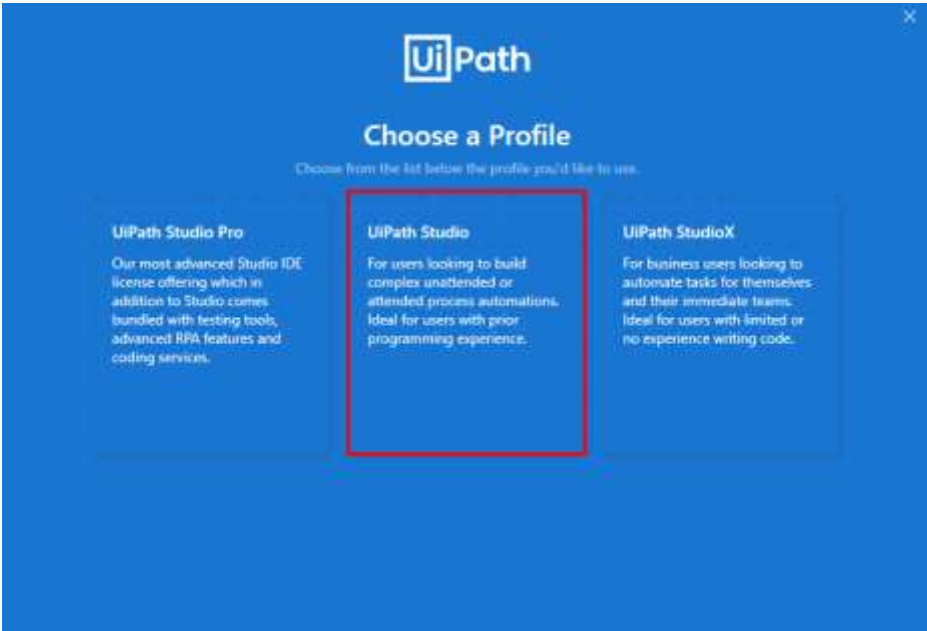 UiPath
Choose a Profile
Choose from the list below the profile you'd like to use.
UiPath Studio Pro
Our most advanced Studio IDE
license offering which in
addition to Studio comes
bundled with testing tools,
advanced RPA features and
coding services.
UiPath Studio
For users looking to build
complex unattended or
attended process automations.
Ideal for users with prior
programming experience.
UiPath StudioX
For business users looking to
automate tasks for themselves
and their immediate teams.
Ideal for users with limited or
no experience writing code.